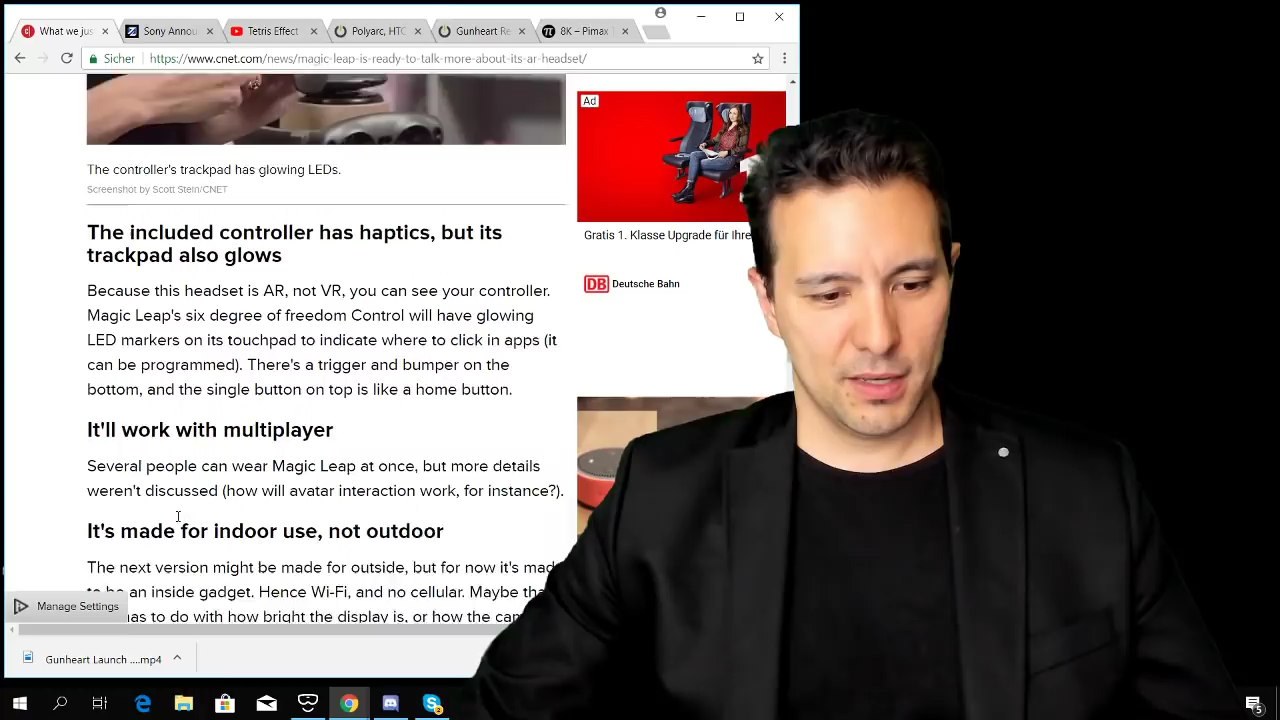 What we jus
Sony Annou
Tetris Effect
Polyarc, HTC
Gunheart Re
8K – Pimax
Sicher
https://www.cnet.com/news/magic-leap-is-ready-to-talk-more-about-its-ar-headset/
Ad
The controller's trackpad has glowing LEDs.
Screenshot by Scott Stein/CNET
The included controller has haptics, but its
trackpad also glows
Because this headset is AR, not VR, you can see your controller.
Magic Leap's six degree of freedom Control will have glowing
LED markers on its touchpad to indicate where to click in apps (it
can be programmed). There's a trigger and bumper on the
bottom, and the single button on top is like a home button.
It'll work with multiplayer
Several people can wear Magic Leap at once, but more details
weren't discussed (how will avatar interaction work, for instance?).
It's made for indoor use, not outdoor
The next version might be made for outside, but for now it's mad
an inside gadget. Hence Wi-Fi, and no cellular. Maybe tha
has to do with how bright the display is, or how the ca
Gratis 1. Klasse Upgrade für Ihre
DB Deutsche Bahn
Manage Settings
Gunheart Launch ....mp4
2
5